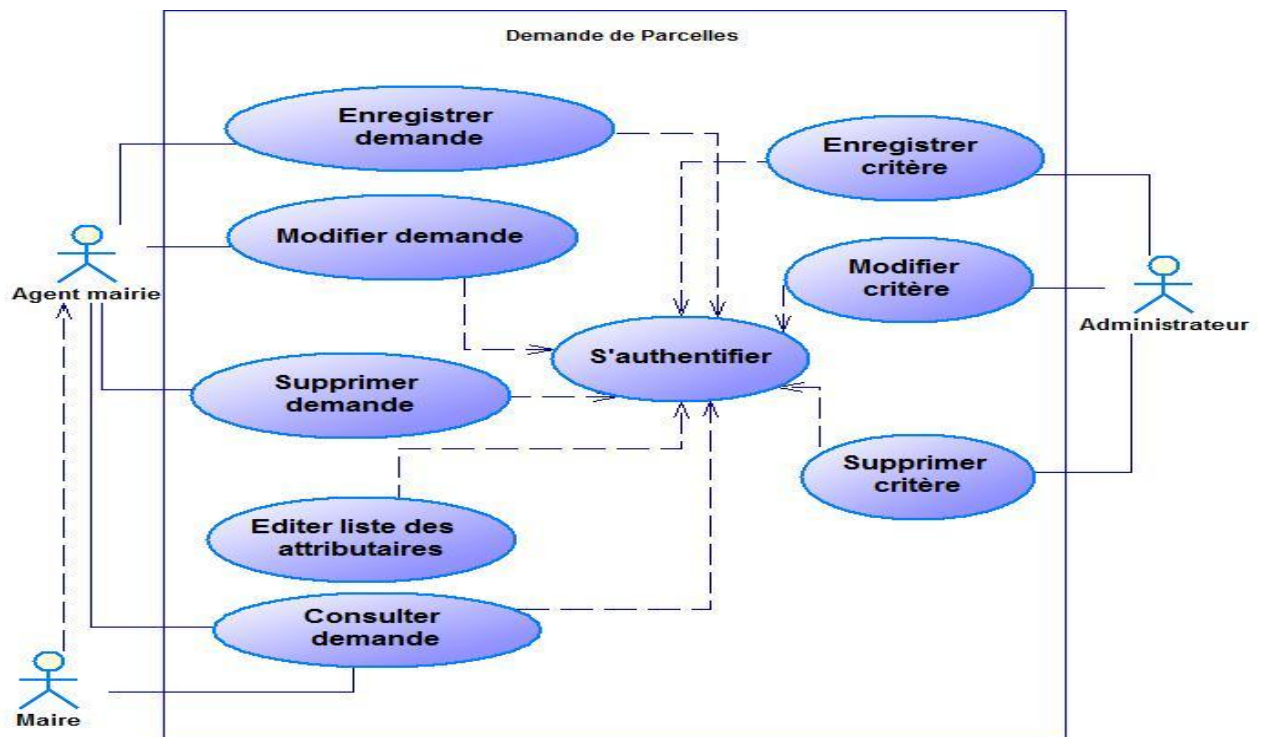 Demande de Parcelles
Enregistrer
demande
Enregistrer
critère
Modifier demande
Modifier
critère
Agent mairie
Administrateur
S'authentifier
Supprimer
demande
Supprimer
critère
Editer liste des
attributaires
Consulter
demande
Maire